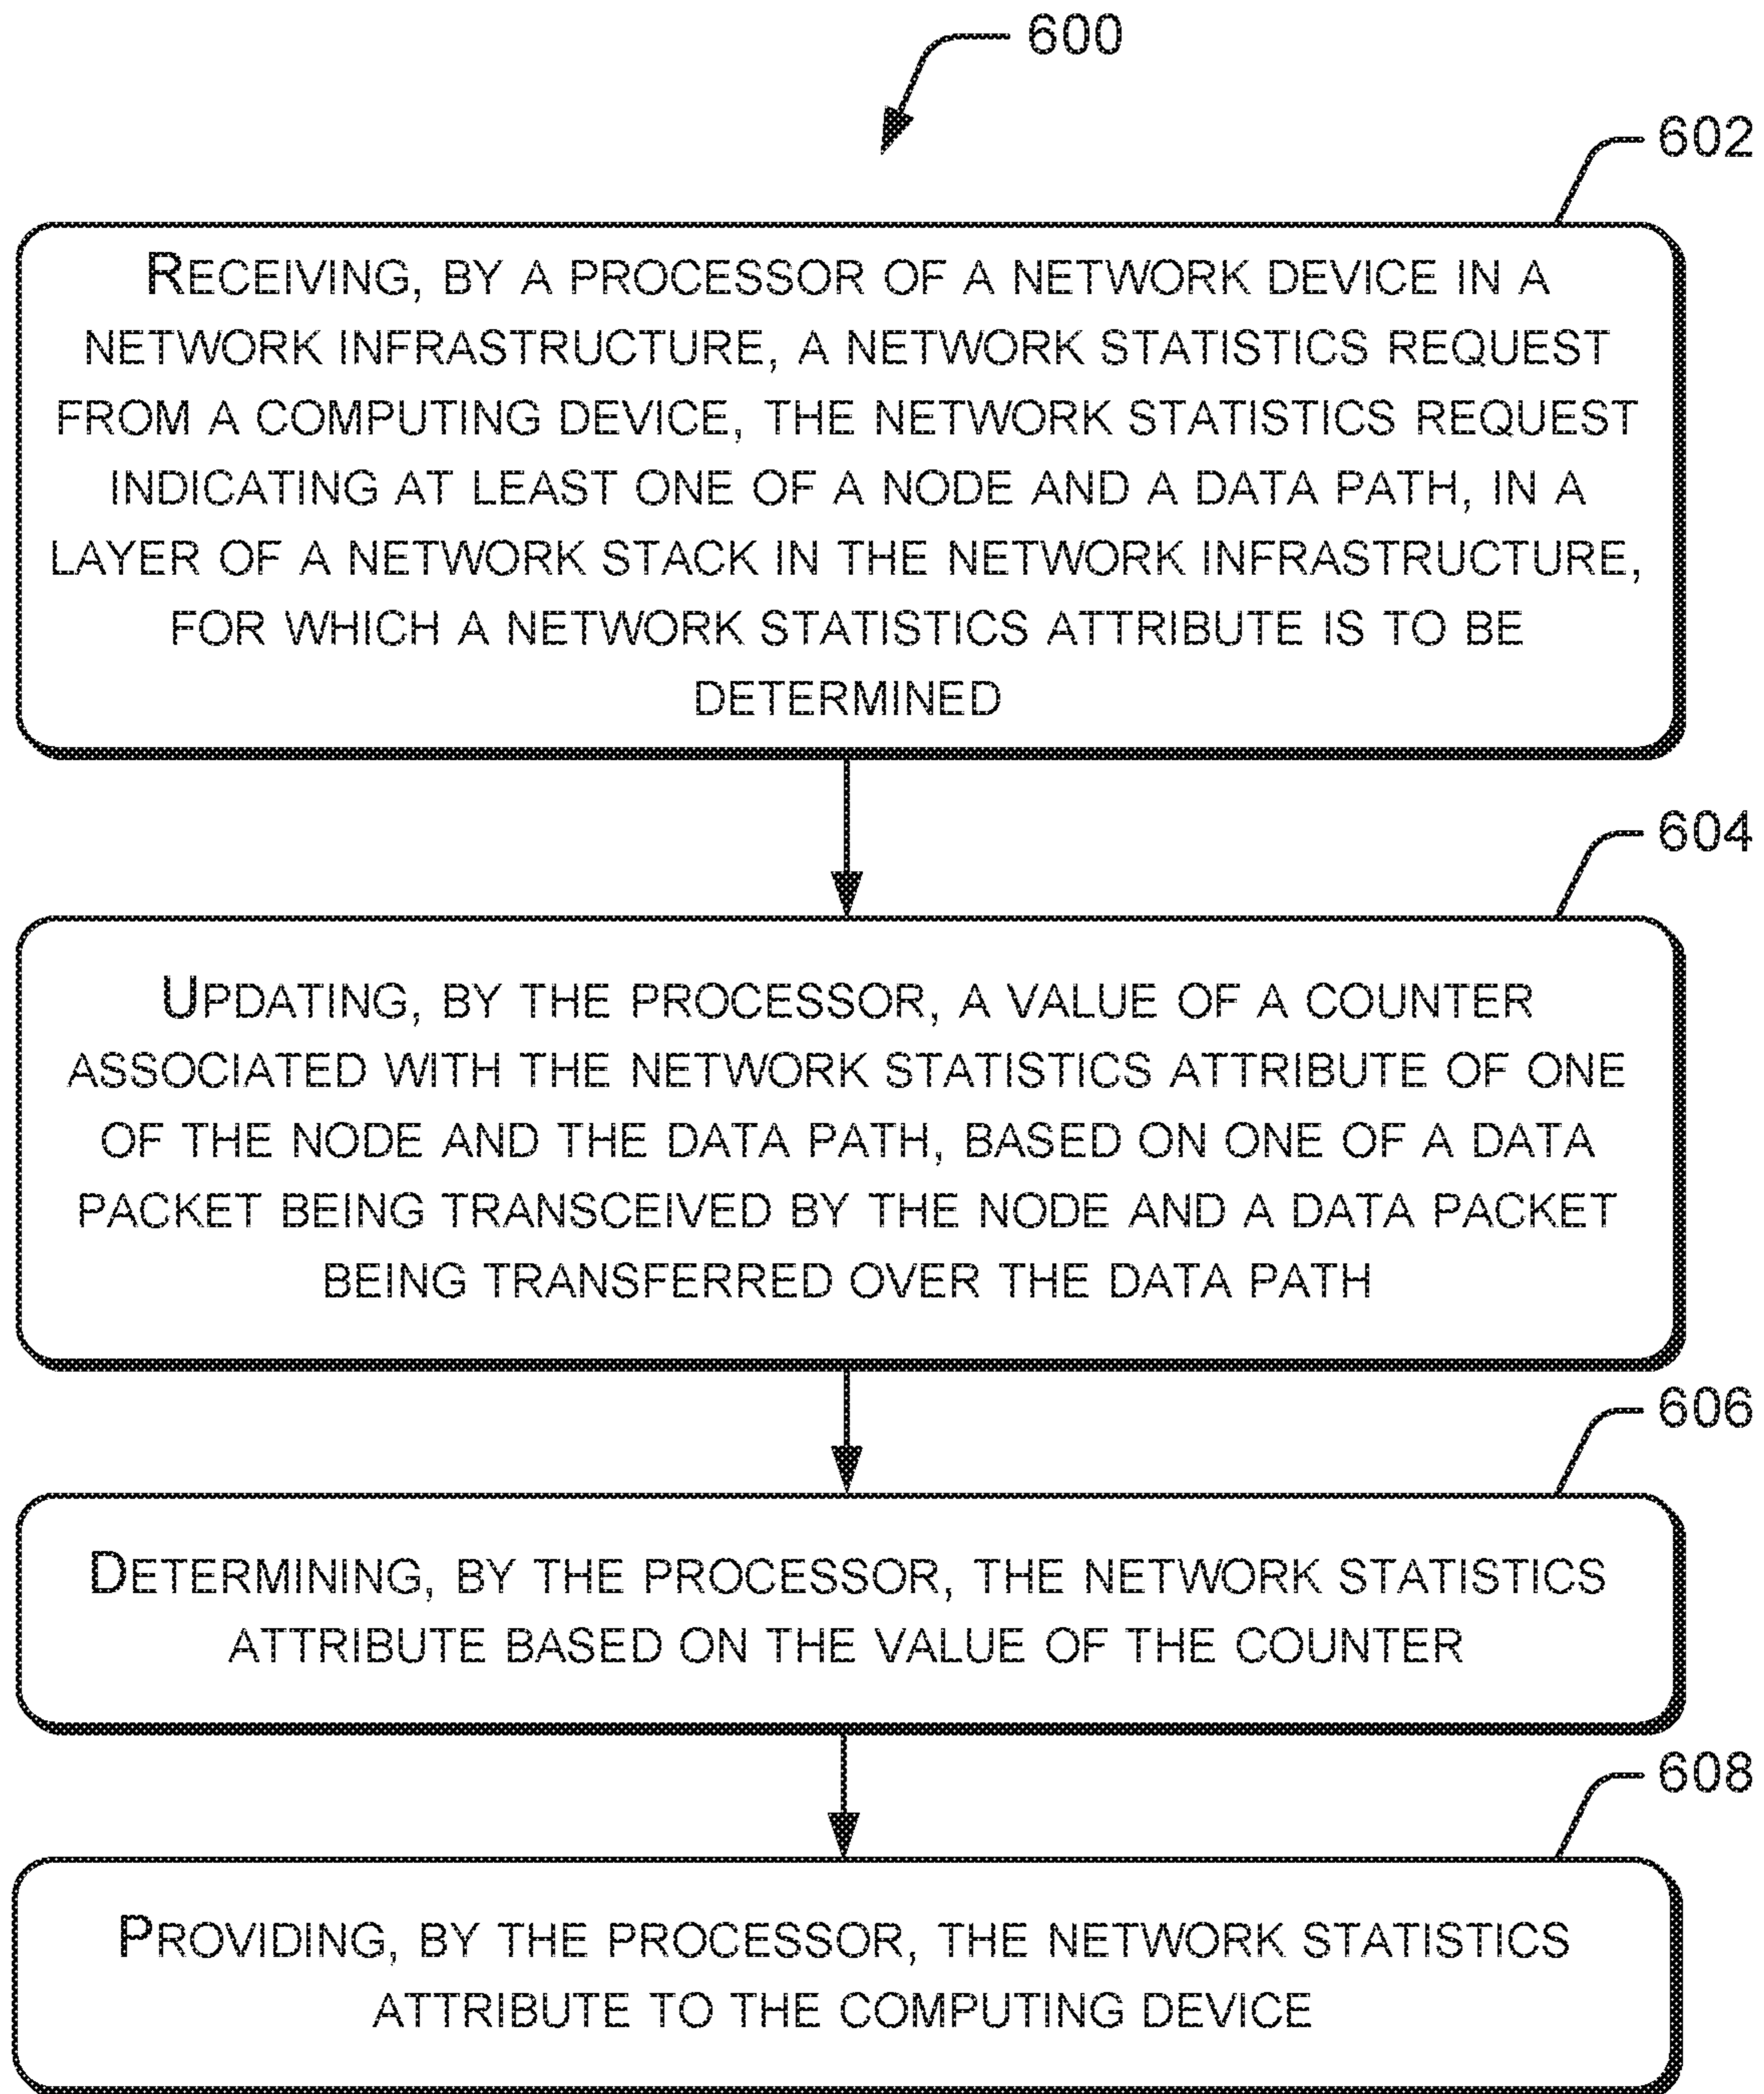 600
602
RECEIVING, BY A PROCESSOR OF A NETWORK DEVICE IN A
NETWORK INFRASTRUCTURE, A NETWORK STATISTICS REQUEST
FROM A COMPUTING DEVICE, THE NETWORK STATISTICS REQUEST
INDICATING AT LEAST ONE OF A NODE AND A DATA PATH, IN A
LAYER OF A NETWORK STACK IN THE NETWORK INFRASTRUCTURE,
FOR WHICH A NETWORK STATISTICS ATTRIBUTE IS TO BE
DETERMINED
604
UPDATING, BY THE PROCESSOR, A VALUE OF A COUNTER
ASSOCIATED WITH THE NETWORK STATISTICS ATTRIBUTE OF ONE
OF THE NODE AND THE DATA PATH, BASED ON ONE OF A DATA
PACKET BEING TRANSCEIVED BY THE NODE AND A DATA PACKET
BEING TRANSFERRED OVER THE DATA PATH
606
DETERMINING, BY THE PROCESSOR, THE NETWORK STATISTICS
ATTRIBUTE BASED ON THE VALUE OF THE COUNTER
608
PROVIDING, BY THE PROCESSOR, THE NETWORK STATISTICS
ATTRIBUTE TO THE COMPUTING DEVICE